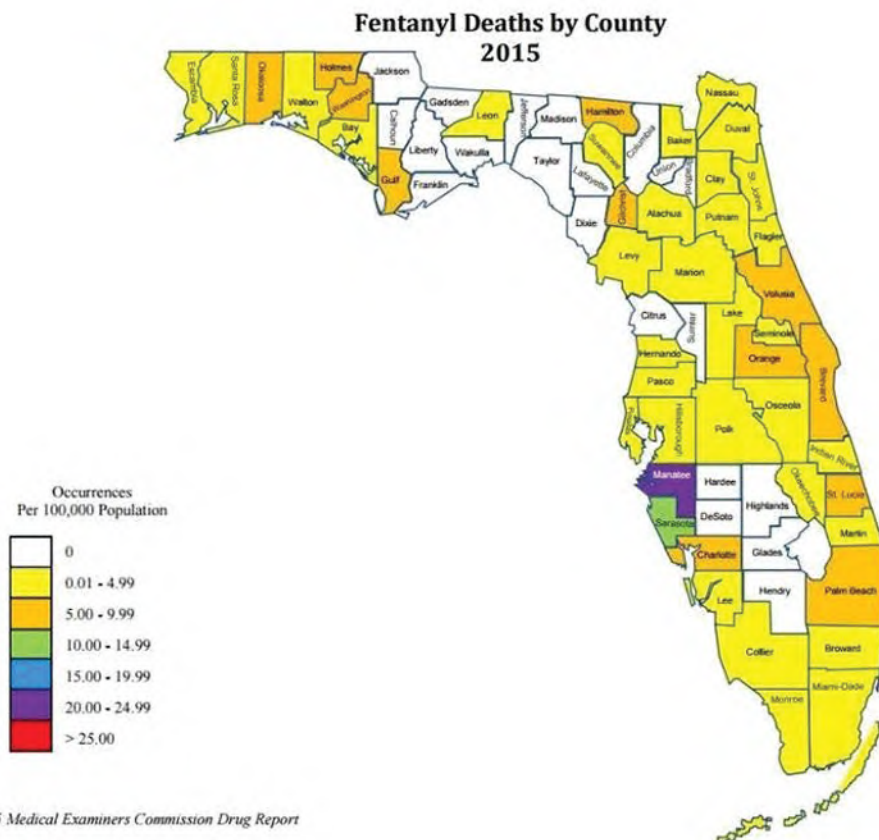 Fentanyl Deaths by County
2015
Escambia
Santa Rosa
Okaloosa
Walton
Holmes
Washington
Bay
Jackson
Calhoun
Gulf
Gadsden
Liberty
Franklin
Leon
Wakulla
Jefferson
Madison
Taylor
Hamilton
Suwannee
Lafayette
Dixie
Columbia
Gilchrist
Baker
Union
Bradford
Alachua
Levy
Nassau
Duval
Clay
St. Johns
Putnam
Flagler
Marion
Citrus
Sumter
Lake
Volusia
Seminole
Orange
Brevard
Hernando
Pasco
Pinellas
Hillsborough
Polk
Osceola
Indian River
Manatee
Hardee
Highlands
Okeechobee
St. Lucie
Sarasota
DeSoto
Martin
Charlotte
Glades
Lee
Hendry
Palm Beach
Collier
Broward
Monroe
Miami-Dade
Occurrences
Per 100,000 Population
0
0.01 - 4.99
5.00 - 9.99
10.00 - 14.99
15.00 - 19.99
20.00 - 24.99
> 25.00
Medical Examiners Commission Drug Report